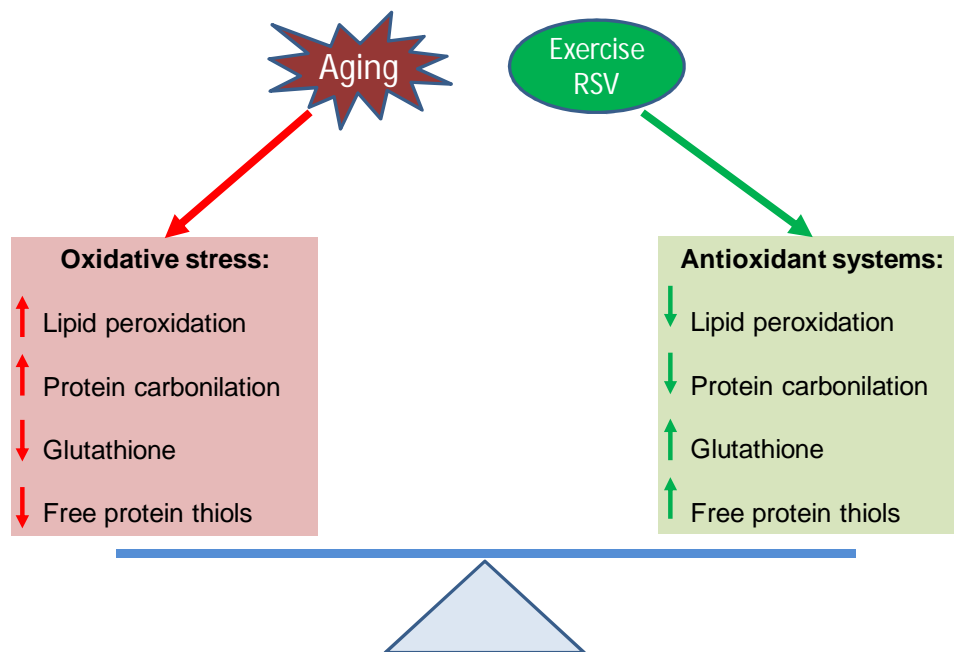 Aging
Exercise
RSV
Oxidative stress:
Lipid peroxidation
Protein carbonilation
Glutathione
Free protein thiols
Antioxidant systems:
Lipid peroxidation
Protein carbonilation
Glutathione
Free protein thiols